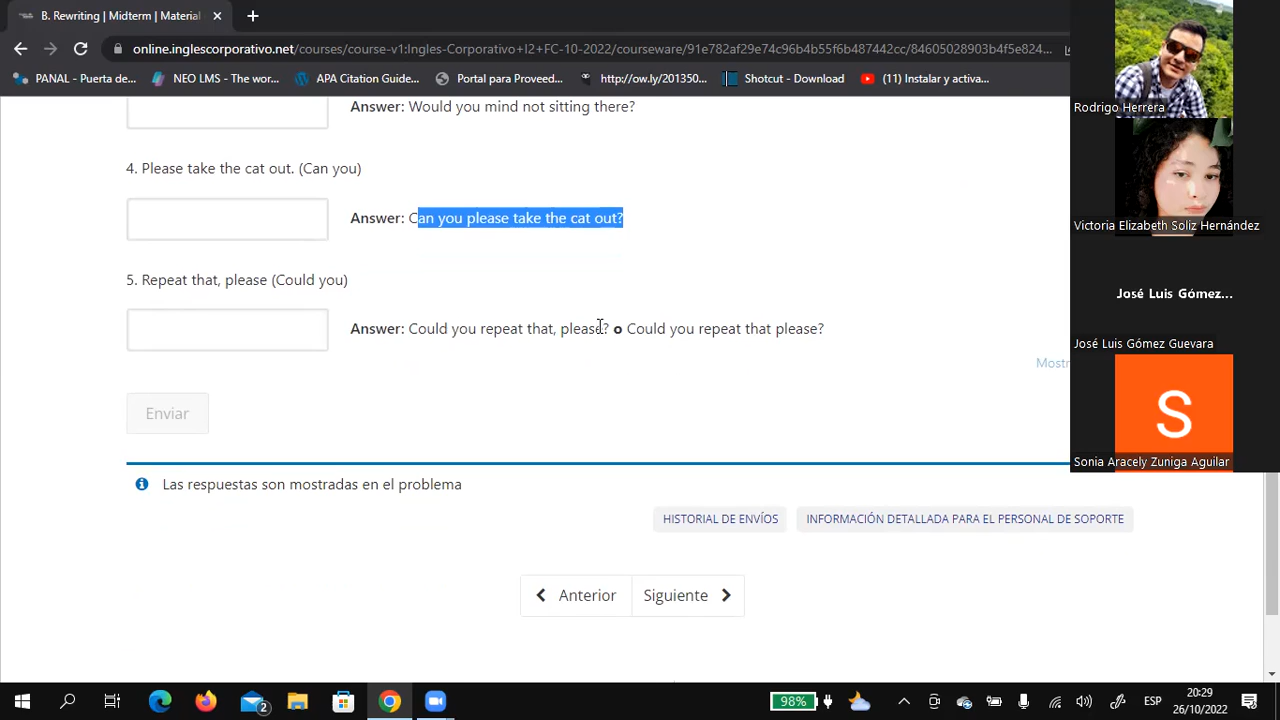 B. Rewriting | Midterm | Material
online.inglescorporativo.net/courses/course-v1:Ingles-Corporativo+I2+FC-10-2022/courseware/91e782af29e74c96b4b55f6b487442cc/84605028903b4f5e824...
PANAL - Puerta de...
NEO LMS - The wor...
APA Citation Guide...
Portal para Proveed...
http://ow.ly/201350...
Shotcut - Download
(11) Instalar y activa...
Rodrigo Herrera
Answer: Would you mind not sitting there?
4. Please take the cat out. (Can you)
Victoria Elizabeth Soliz Hernández
Answer: Can you please take the cat out?
5. Repeat that, please (Could you)
José Luis Gómez...
José Luis Gómez Guevara
Answer: Could you repeat that, please? o Could you repeat that please?
Mostr
Enviar
S
Sonia Aracely Zuniga Aguilar
Las respuestas son mostradas en el problema
HISTORIAL DE ENVÍOS
INFORMACIÓN DETALLADA PARA EL PERSONAL DE SOPORTE
Anterior
Siguiente
2
98%
ESP
20:29
26/10/2022